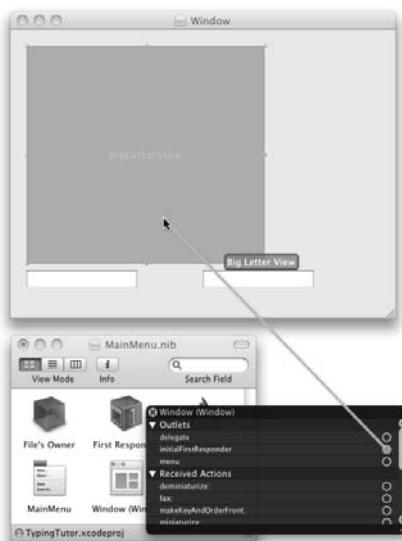 Window
BigLetterView
Big Letter View
MainMenu.nib
View Mode
Info
Search Field
File's Owner
First Respon
MainMenu
Window (Win
TypingTutor.xcodeproj
Window (Window)
Outlets
delegate
initialFirstResponder
menu
Received Actions
deminiaturize:
fax:
makeKeyAndOrderFront:
miniaturize: